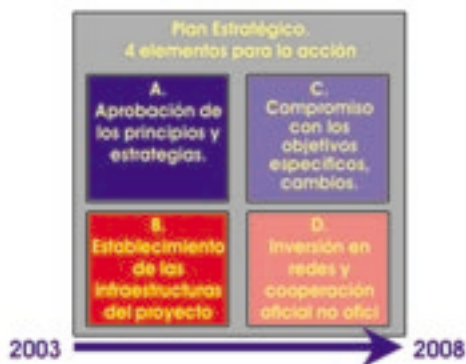 Plan Estratégico.
4 elementos para la acción
A.
Aprobación de
los principios y
estrategias.
C.
Compromiso
con los
objetivos
específicos,
cambios.
B.
Establecimiento
de las
infraestructuras
del proyecto
D.
Inversión en
redes y
cooperación
oficial no ofici
2003
2008